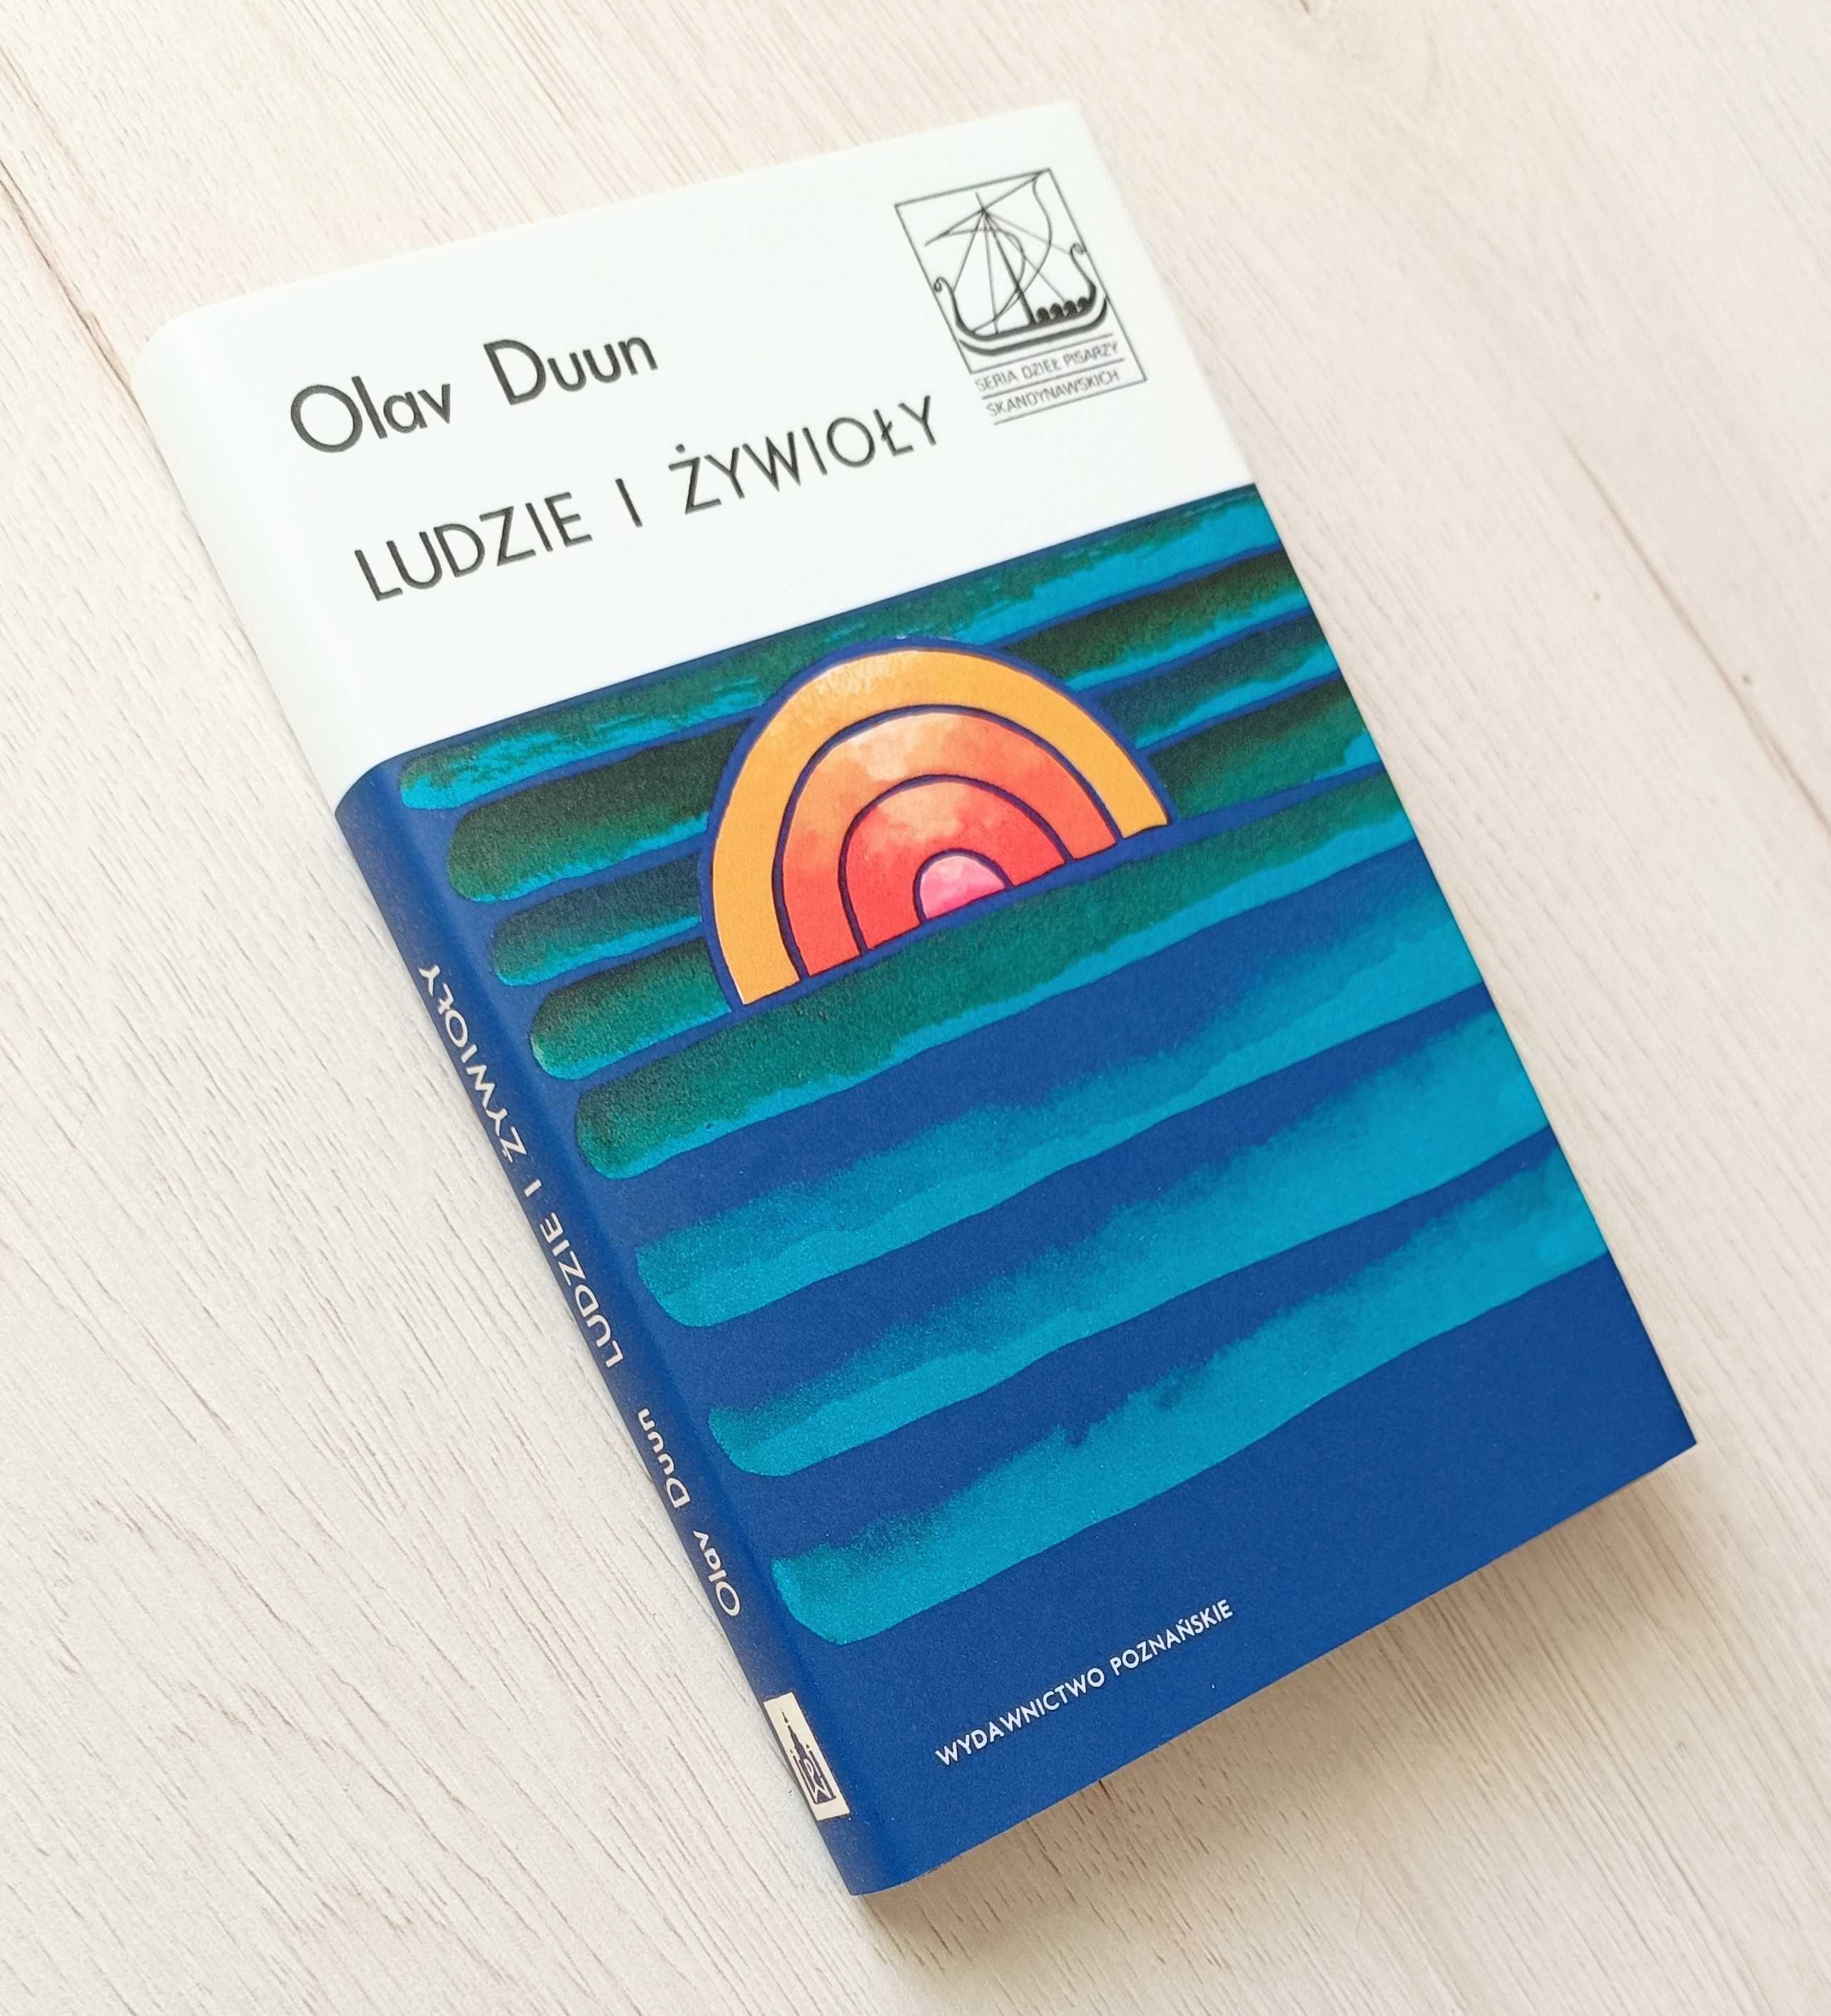 Olav Duun
LUDZIE I ŻYWIOŁY
SERIA DZIEŁ PISARZY
SKANDYNAWSKICH
Olav Duun LUDZIE I ŻYWIOŁY
WYDAWNICTWO POZNAŃSKIE